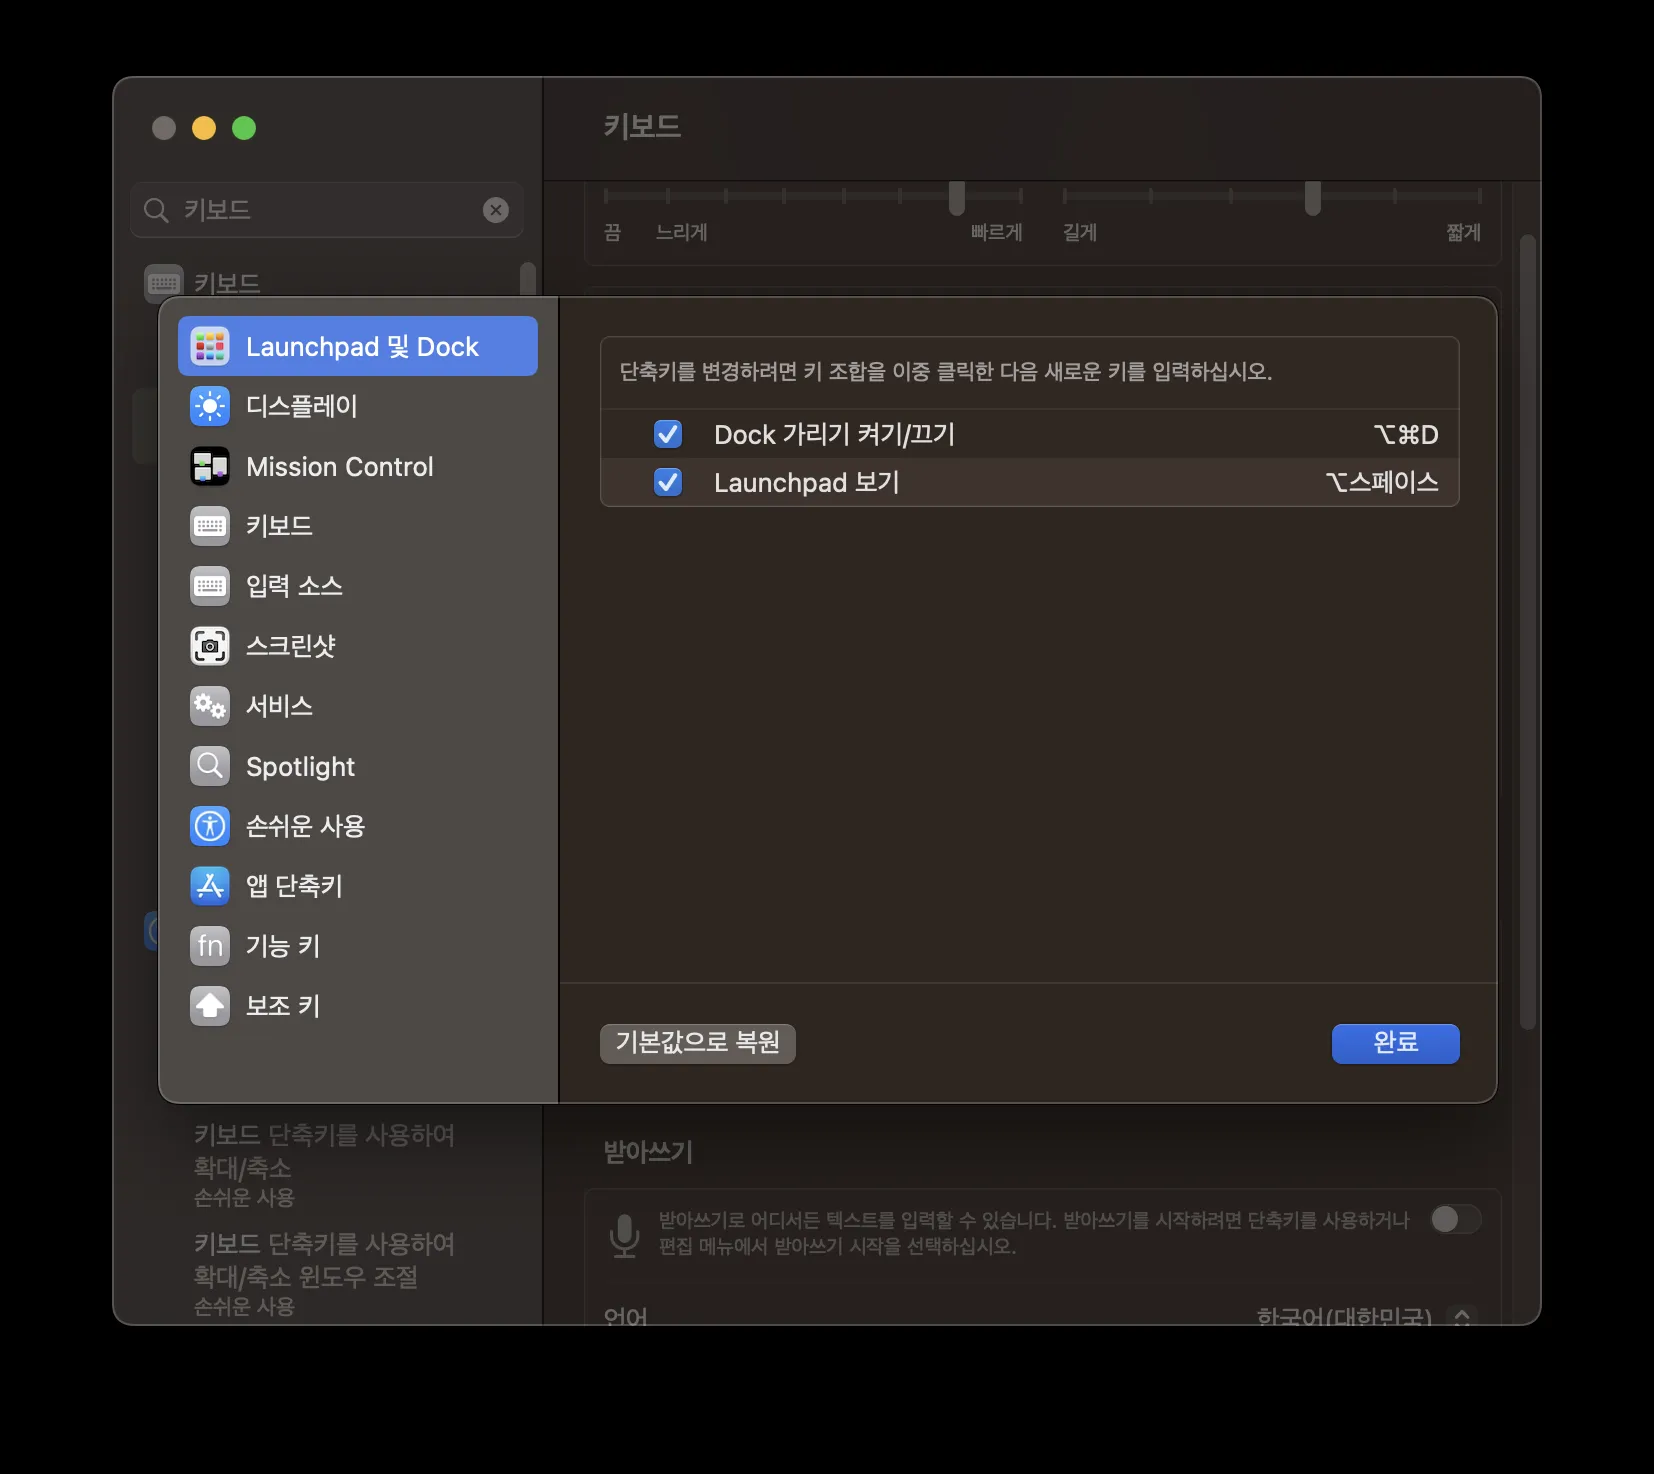 키보드
키보드
끔
느리게
빠르게
길게
짧게
키보드
Launchpad 및 Dock
디스플레이
Mission Control
키보드
입력 소스
스크린샷
서비스
Spotlight
손쉬운 사용
앱 단축키
fn 기능 키
보조 키
단축키를 변경하려면 키 조합을 이중 클릭한 다음 새로운 키를 입력하십시오.
Dock 가리기 켜기/끄기 ⌥⌘D
Launchpad 보기 ⌥스페이스
기본값으로 복원
완료
키보드 단축키를 사용하여
확대/축소
손쉬운 사용
키보드 단축키를 사용하여
확대/축소 윈도우 조절
손쉬운 사용
받아쓰기
받아쓰기로 어디서든 텍스트를 입력할 수 있습니다. 받아쓰기를 시작하려면 단축키를 사용하거나
편집 메뉴에서 받아쓰기 시작을 선택하십시오.
언어
한국어(대한민국)